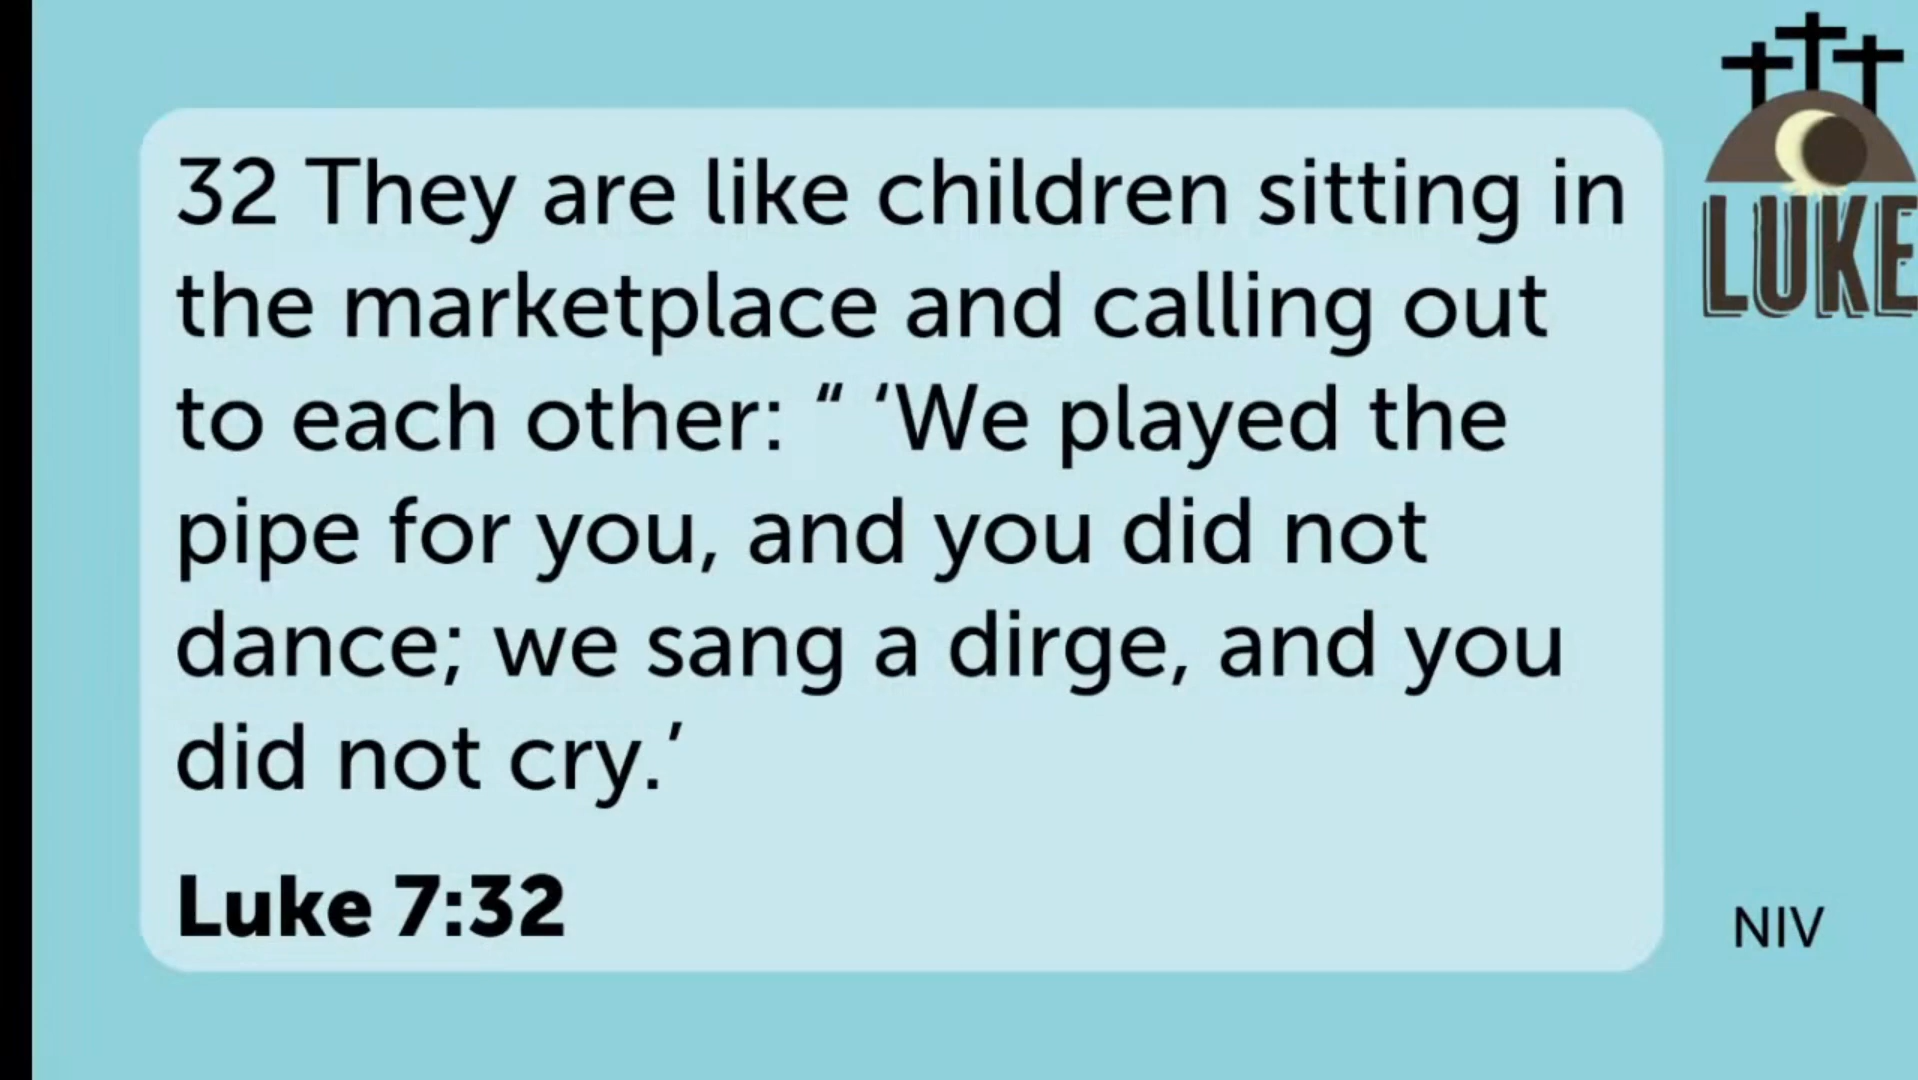 32 They are like children sitting in
the marketplace and calling out
to each other: “ ‘We played the
pipe for you, and you did not
dance; we sang a dirge, and you
did not cry.’
Luke 7:32
LUKE
NIV